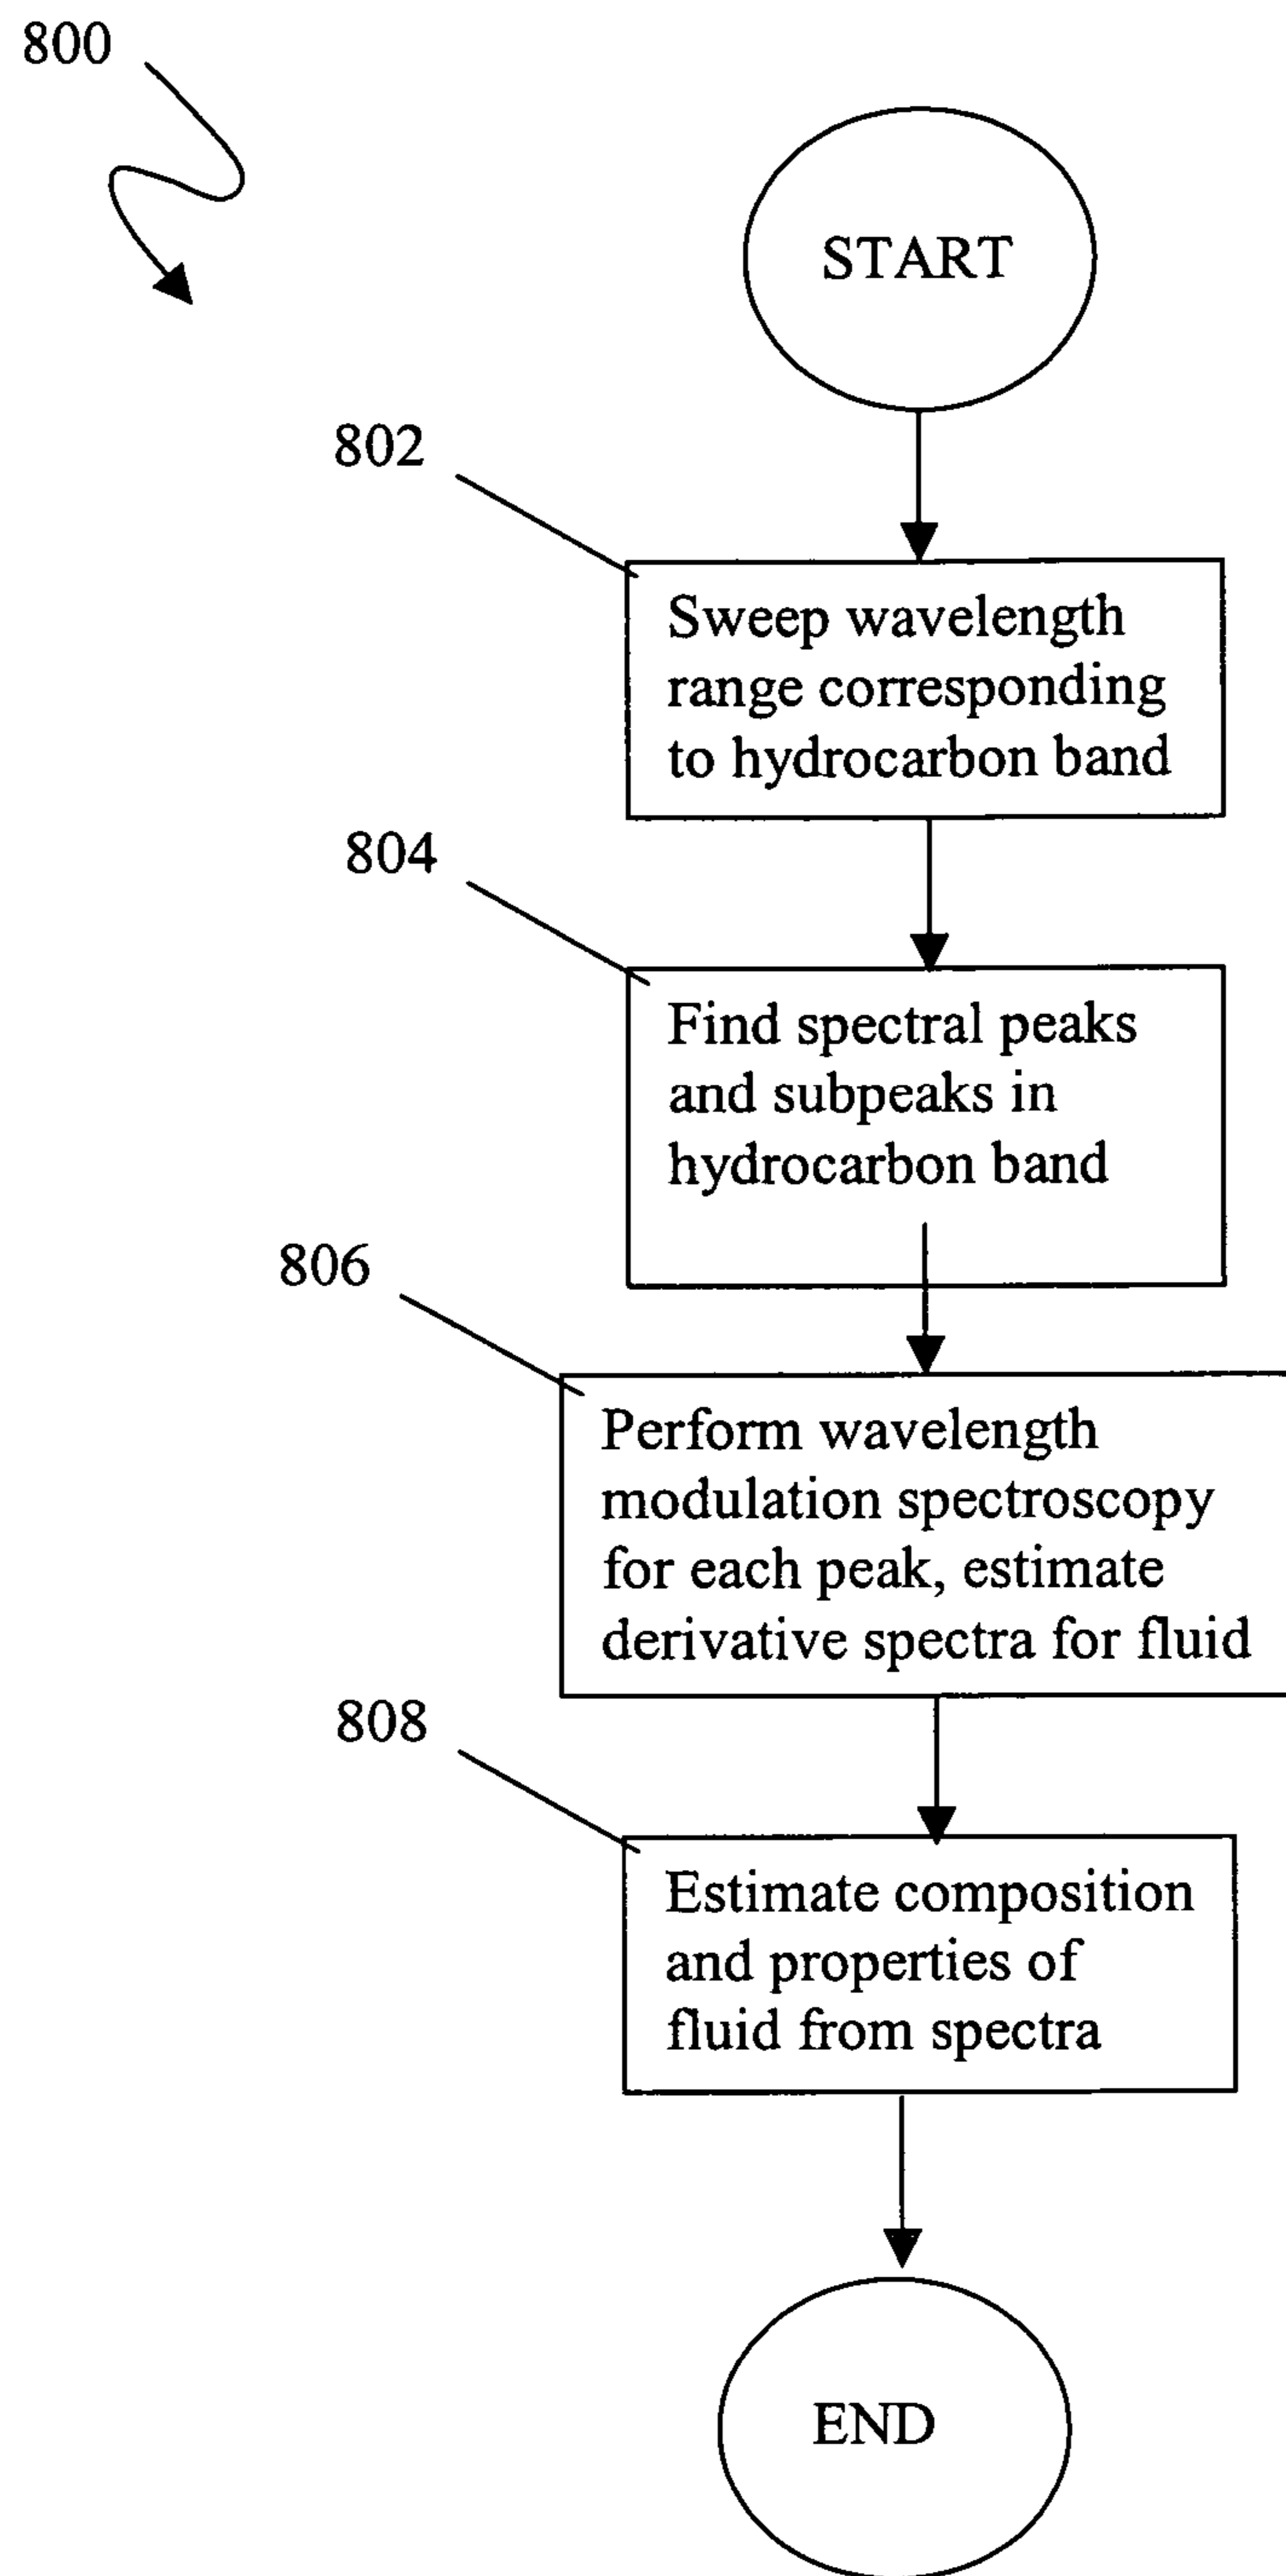 800
START
802
Sweep wavelength
range corresponding
to hydrocarbon band
804
Find spectral peaks
and subpeaks in
hydrocarbon band
806
Perform wavelength
modulation spectroscopy
for each peak, estimate
derivative spectra for fluid
808
Estimate composition
and properties of
fluid from spectra
END